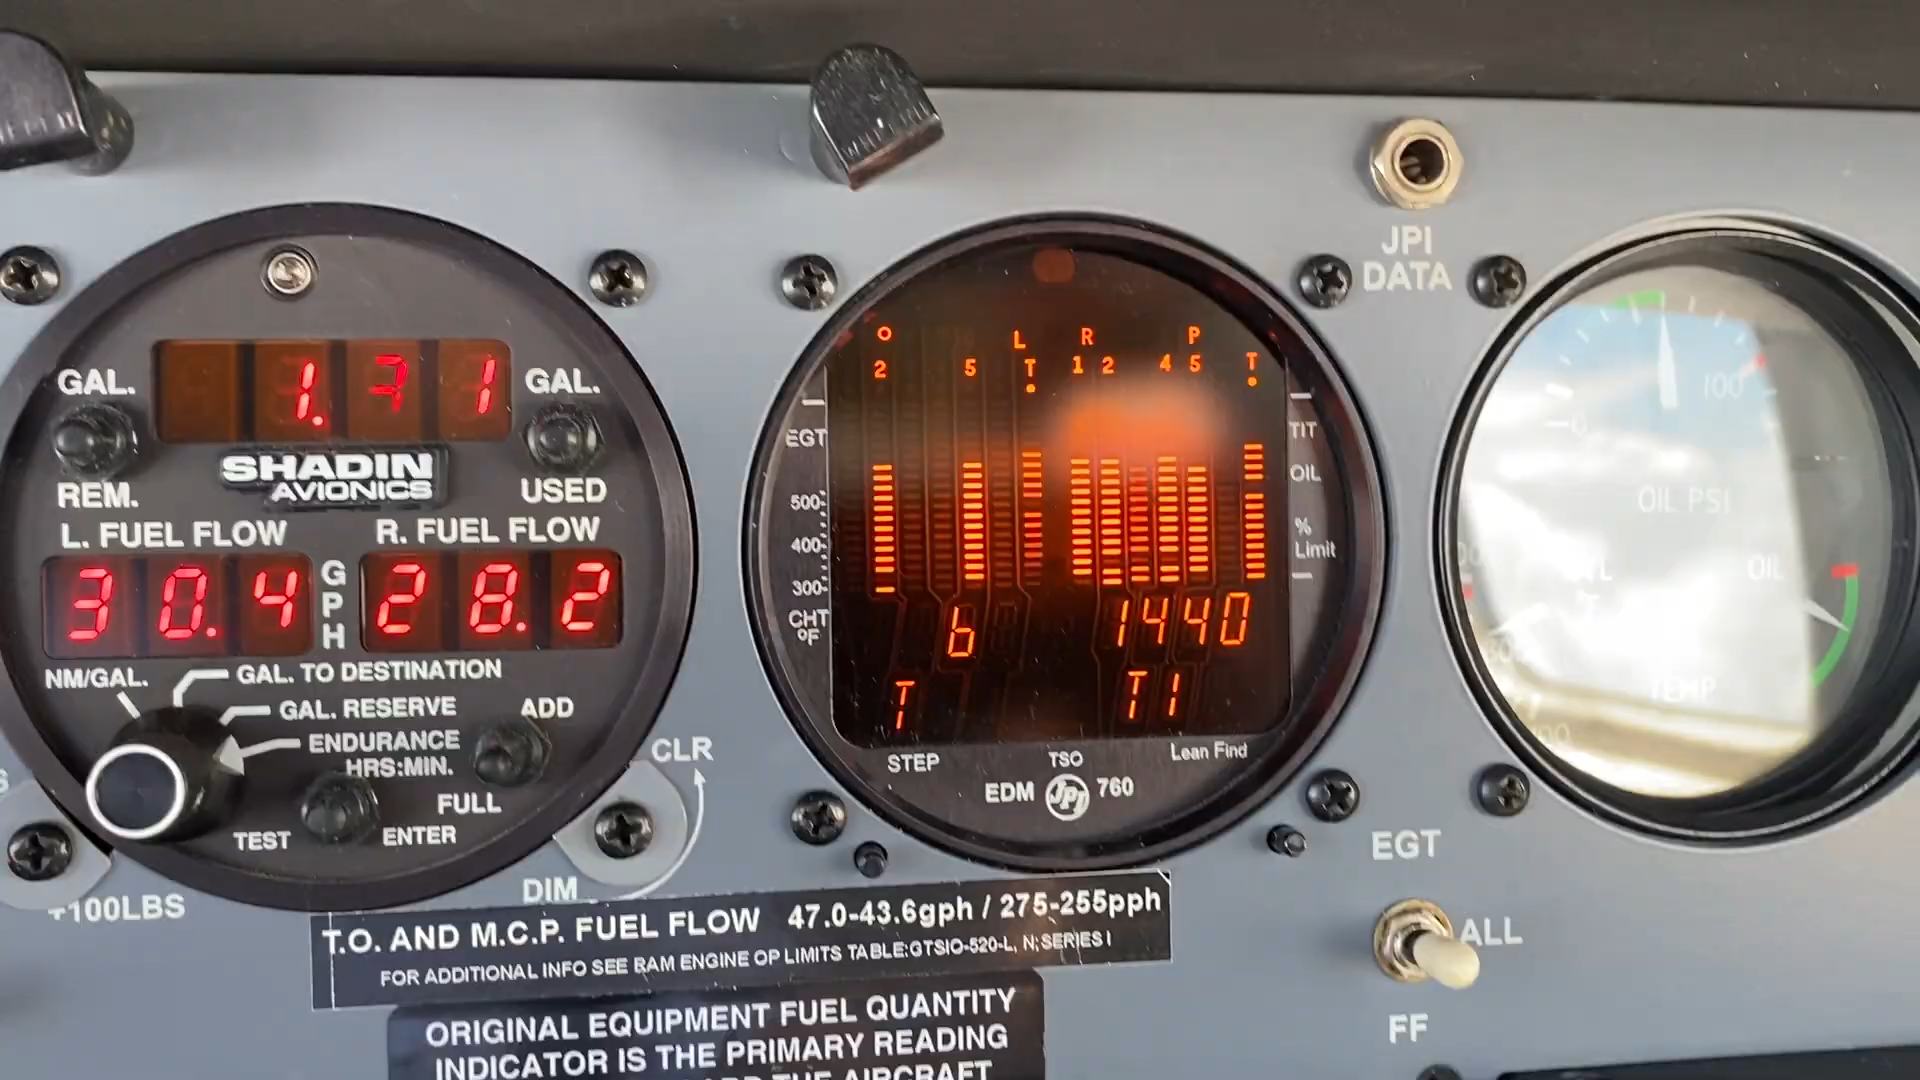 JPI
DATA
GAL.
1.31
GAL.
REM.
SHADIN
AVIONICS
USED
L. FUEL FLOW
R. FUEL FLOW
30.4
G
P
H
28.2
NM/GAL.
GAL. TO DESTINATION
GAL. RESERVE
ADD
ENDURANCE
HRS:MIN.
FULL
TEST
ENTER
CLR
DIM
+100LBS
L R P
2 5 T 1 2 4 5 T
EGT
TIT
OIL
500
400
300
%
Limit
CHT
°F
1440
T T1
STEP
TSO
Lean Find
EDM JPI 760
100
0
OIL PSI
OIL
TEMP
T.O. AND M.C.P. FUEL FLOW 47.0-43.6gph / 275-255pph
FOR ADDITIONAL INFO SEE RAM ENGINE OP LIMITS TABLE:GTSIO-520-L, N;SERIES I
ORIGINAL EQUIPMENT FUEL QUANTITY
INDICATOR IS THE PRIMARY READING
THE AIRCRAFT
EGT
ALL
FF